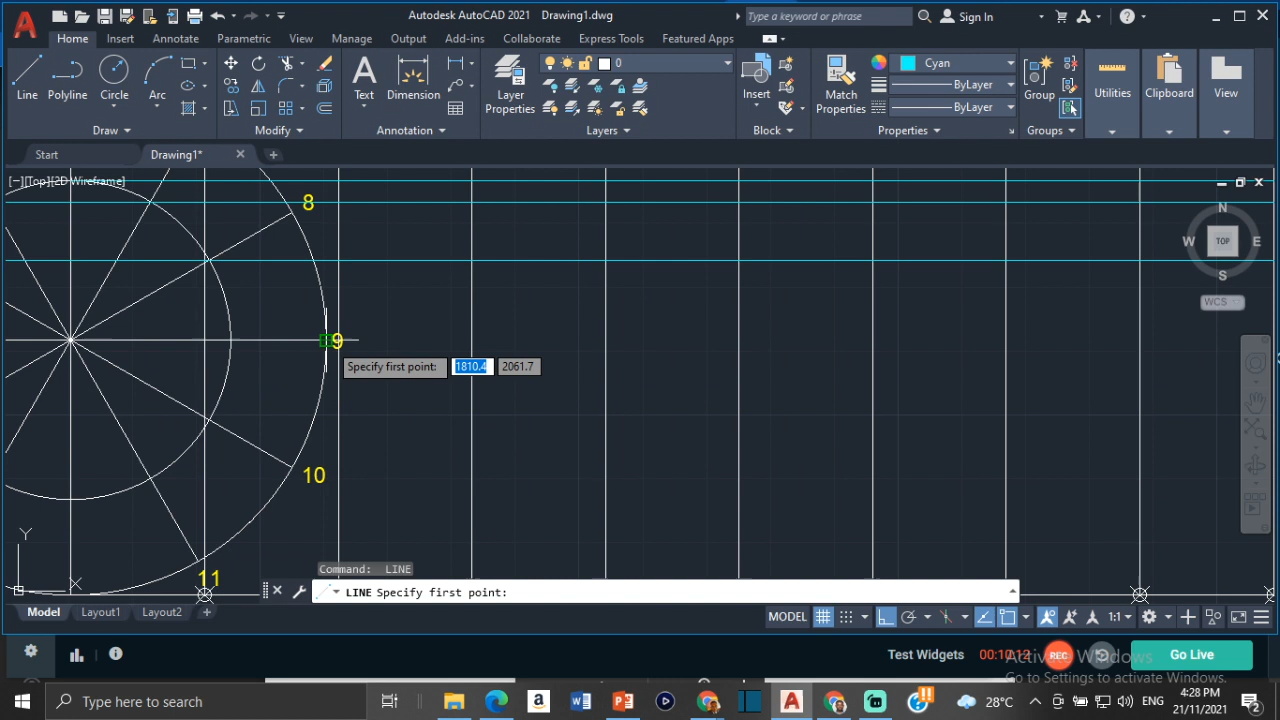 Autodesk AutoCAD 2021 Drawing1.dwg
Type a keyword or phrase
Sign In
Home Insert Annotate Parametric View Manage Output Add-ins Collaborate Express Tools Featured Apps
Line Polyline Circle Arc
Draw
Modify
Text Dimension
Annotation
Layer Properties
0
Layers
Insert
Block
Match Properties
Cyan
ByLayer
ByLayer
Properties
Group
Groups
Utilities
Clipboard
View
Start Drawing1*
[−][Top][2D Wireframe]
N
W TOP E
S
WCS
8
9
Specify first point: 1810.4 2061.7
10
11
Y
X
Command: LINE
LINE Specify first point:
Model Layout1 Layout2 +
MODEL
1:1
Test Widgets 00:10:12 REC Go Live
Activate Windows
Go to Settings to activate Windows.
Type here to search
28°C
ENG
4:28 PM
21/11/2021
2